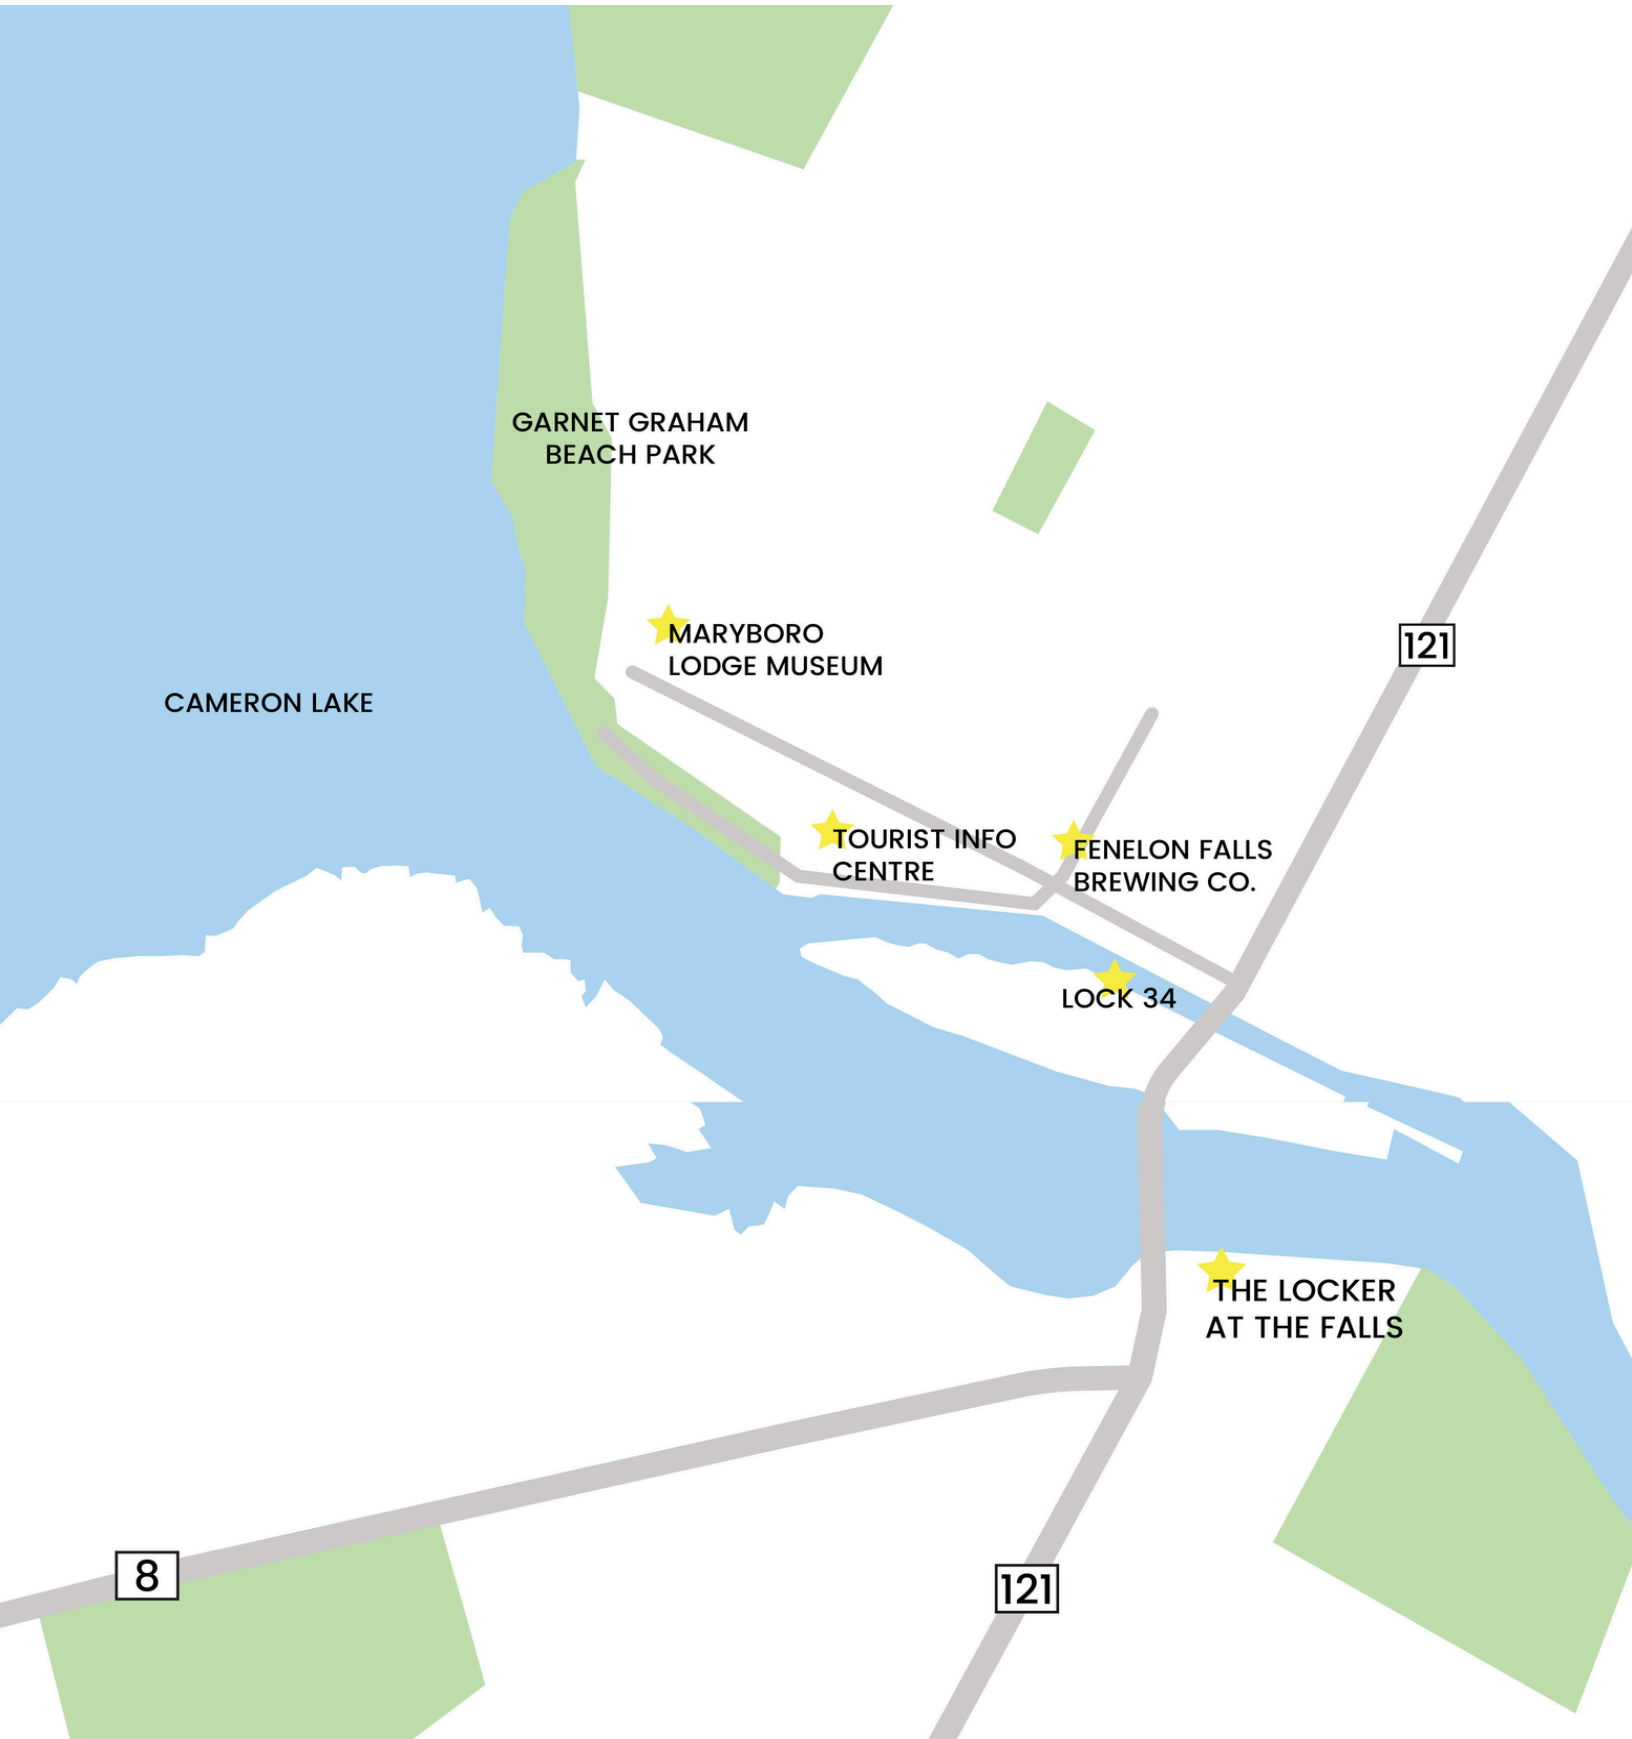 GARNET GRAHAM
BEACH PARK
MARYBORO
LODGE MUSEUM
121
CAMERON LAKE
TOURIST INFO
CENTRE
FENELON FALLS
BREWING CO.
LOCK 34
THE LOCKER
AT THE FALLS
8
121